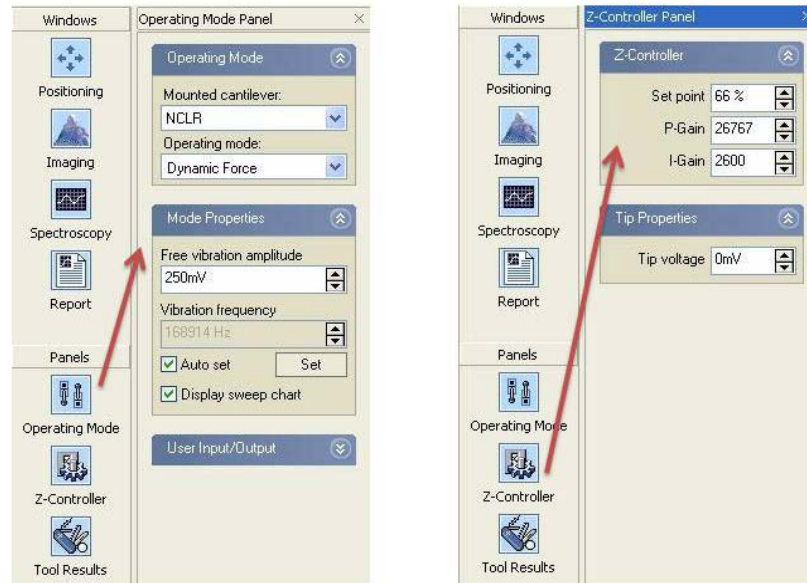 Windows
Positioning
Imaging
Spectroscopy
Report
Panels
Operating Mode
Z-Controller
Tool Results
Operating Mode Panel
Operating Mode
Mounted cantilever:
NCLR
Operating mode:
Dynamic Force
Mode Properties
Free vibration amplitude
250mV
Vibration frequency
168914 Hz
Auto set Set
Display sweep chart
User Input/Output
Windows
Positioning
Imaging
Spectroscopy
Report
Panels
Operating Mode
Z-Controller
Tool Results
Z-Controller Panel
Z-Controller
Set point 66 %
P-Gain 26767
I-Gain 2600
Tip Properties
Tip voltage 0mV